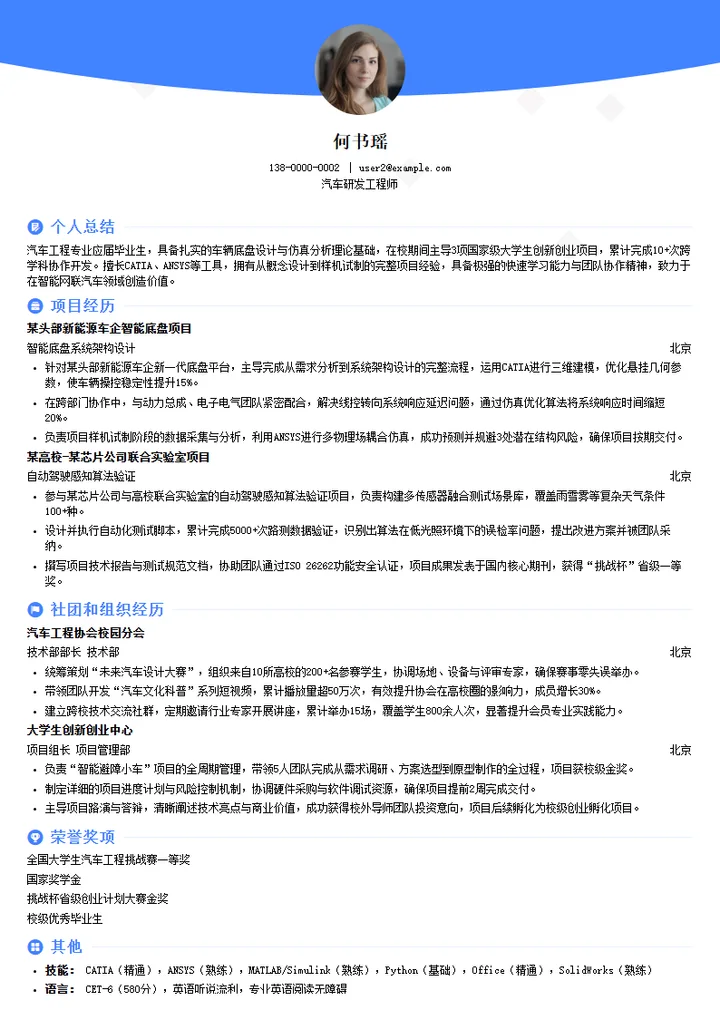 何书瑶
138-0000-0002 | user2@example.com
汽车研发工程师
个人总结
汽车工程专业应届毕业生，具备扎实的车辆底盘设计与仿真分析理论基础，在校期间主导3项国家级大学生创新创业项目，累计完成10+次跨
学科协作开发。擅长CATIA、ANSYS等工具，拥有从概念设计到样机试制的完整项目经验，具备极强的快速学习能力与团队协作精神，致力于
在智能网联汽车领域创造价值。
项目经历
某头部新能源车企智能底盘项目
智能底盘系统架构设计 北京
• 针对某头部新能源车企新一代底盘平台，主导完成从需求分析到系统架构设计的完整流程，运用CATIA进行三维建模，优化悬挂几何参
数，使车辆操控稳定性提升15%。
• 在跨部门协作中，与动力总成、电子电气团队紧密配合，解决线控转向系统响应延迟问题，通过仿真优化算法将系统响应时间缩短
20%。
• 负责项目样机试制阶段的数据采集与分析，利用ANSYS进行多物理场耦合仿真，成功预测并规避3处潜在结构风险，确保项目按期交付。
某高校-某芯片公司联合实验室项目
自动驾驶感知算法验证 北京
• 参与某芯片公司与高校联合实验室的自动驾驶感知算法验证项目，负责构建多传感器融合测试场景库，覆盖雨雪雾等复杂天气条件
100+种。
• 设计并执行自动化测试脚本，累计完成5000+次路测数据验证，识别出算法在低光照环境下的误检率问题，提出改进方案并被团队采
纳。
• 撰写项目技术报告与测试规范文档，协助团队通过ISO 26262功能安全认证，项目成果发表于国内核心期刊，获得“挑战杯”省级一等
奖。
社团和组织经历
汽车工程协会校园分会
技术部部长 技术部 北京
• 统筹策划“未来汽车设计大赛”，组织来自10所高校的200+名参赛学生，协调场地、设备与评审专家，确保赛事零失误举办。
• 带领团队开发“汽车文化科普”系列短视频，累计播放量超50万次，有效提升协会在高校圈的影响力，成员增长30%。
• 建立跨校技术交流社群，定期邀请行业专家开展讲座，累计举办15场，覆盖学生800余人次，显著提升会员专业实践能力。
大学生创新创业中心
项目组长 项目管理部 北京
• 负责“智能避障小车”项目的全周期管理，带领5人团队完成从需求调研、方案选型到原型制作的全过程，项目获校级金奖。
• 制定详细的项目进度计划与风险控制机制，协调硬件采购与软件调试资源，确保项目提前2周完成交付。
• 主导项目路演与答辩，清晰阐述技术亮点与商业价值，成功获得校外导师团队投资意向，项目后续孵化为校级创业孵化项目。
荣誉奖项
全国大学生汽车工程挑战赛一等奖
国家奖学金
挑战杯省级创业计划大赛金奖
校级优秀毕业生
其他
• 技能： CATIA（精通），ANSYS（熟练），MATLAB/Simulink（熟练），Python（基础），Office（精通），SolidWorks（熟练）
• 语言： CET-6（580分），英语听说流利，专业英语阅读无障碍